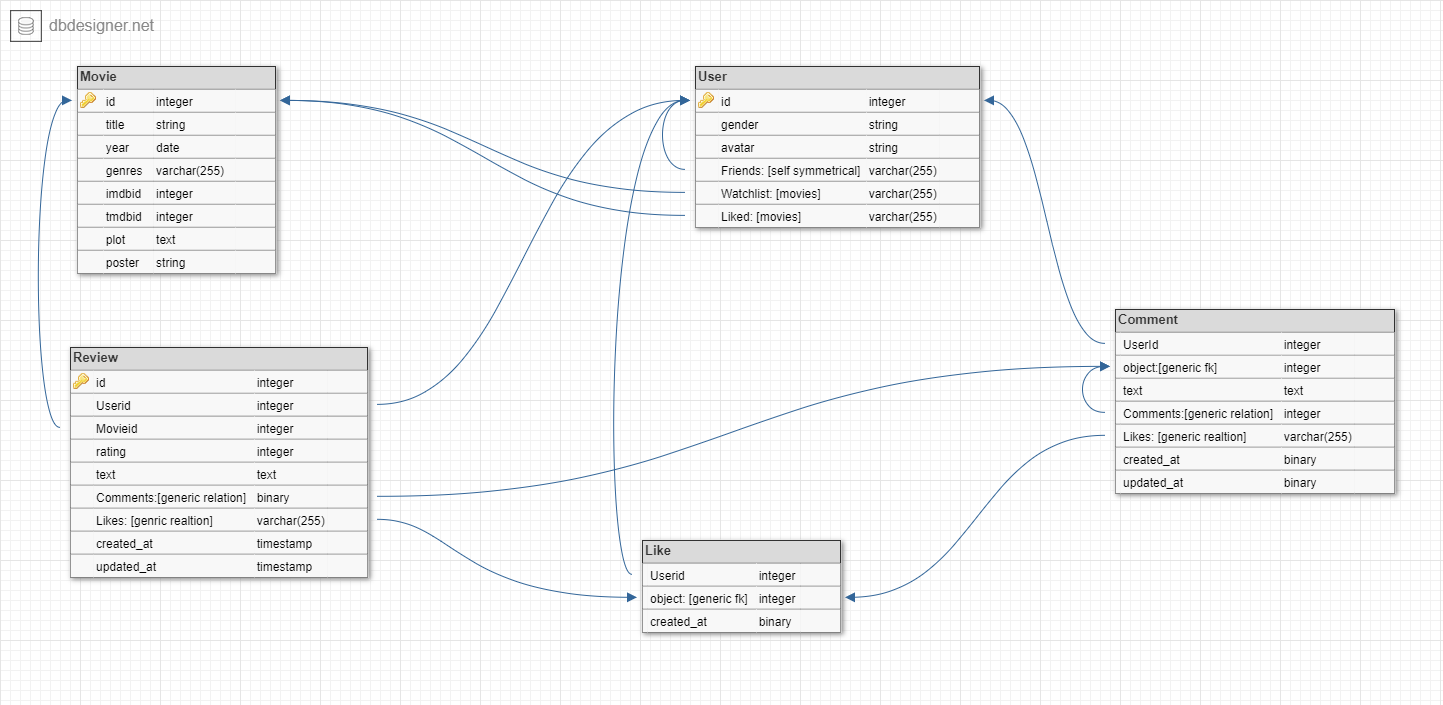 dbdesigner.net
Movie
id integer
title string
year date
genres varchar(255)
imdbid integer
tmdbid integer
plot text
poster string
User
id integer
gender string
avatar string
Friends: [self symmetrical] varchar(255)
Watchlist: [movies] varchar(255)
Liked: [movies] varchar(255)
Comment
UserId integer
object:[generic fk] integer
text text
Comments:[generic relation] integer
Likes: [generic realtion] varchar(255)
created_at binary
updated_at binary
Review
id integer
Userid integer
Movieid integer
rating integer
text text
Comments:[generic relation] binary
Likes: [genric realtion] varchar(255)
created_at timestamp
updated_at timestamp
Like
Userid integer
object: [generic fk] integer
created_at binary